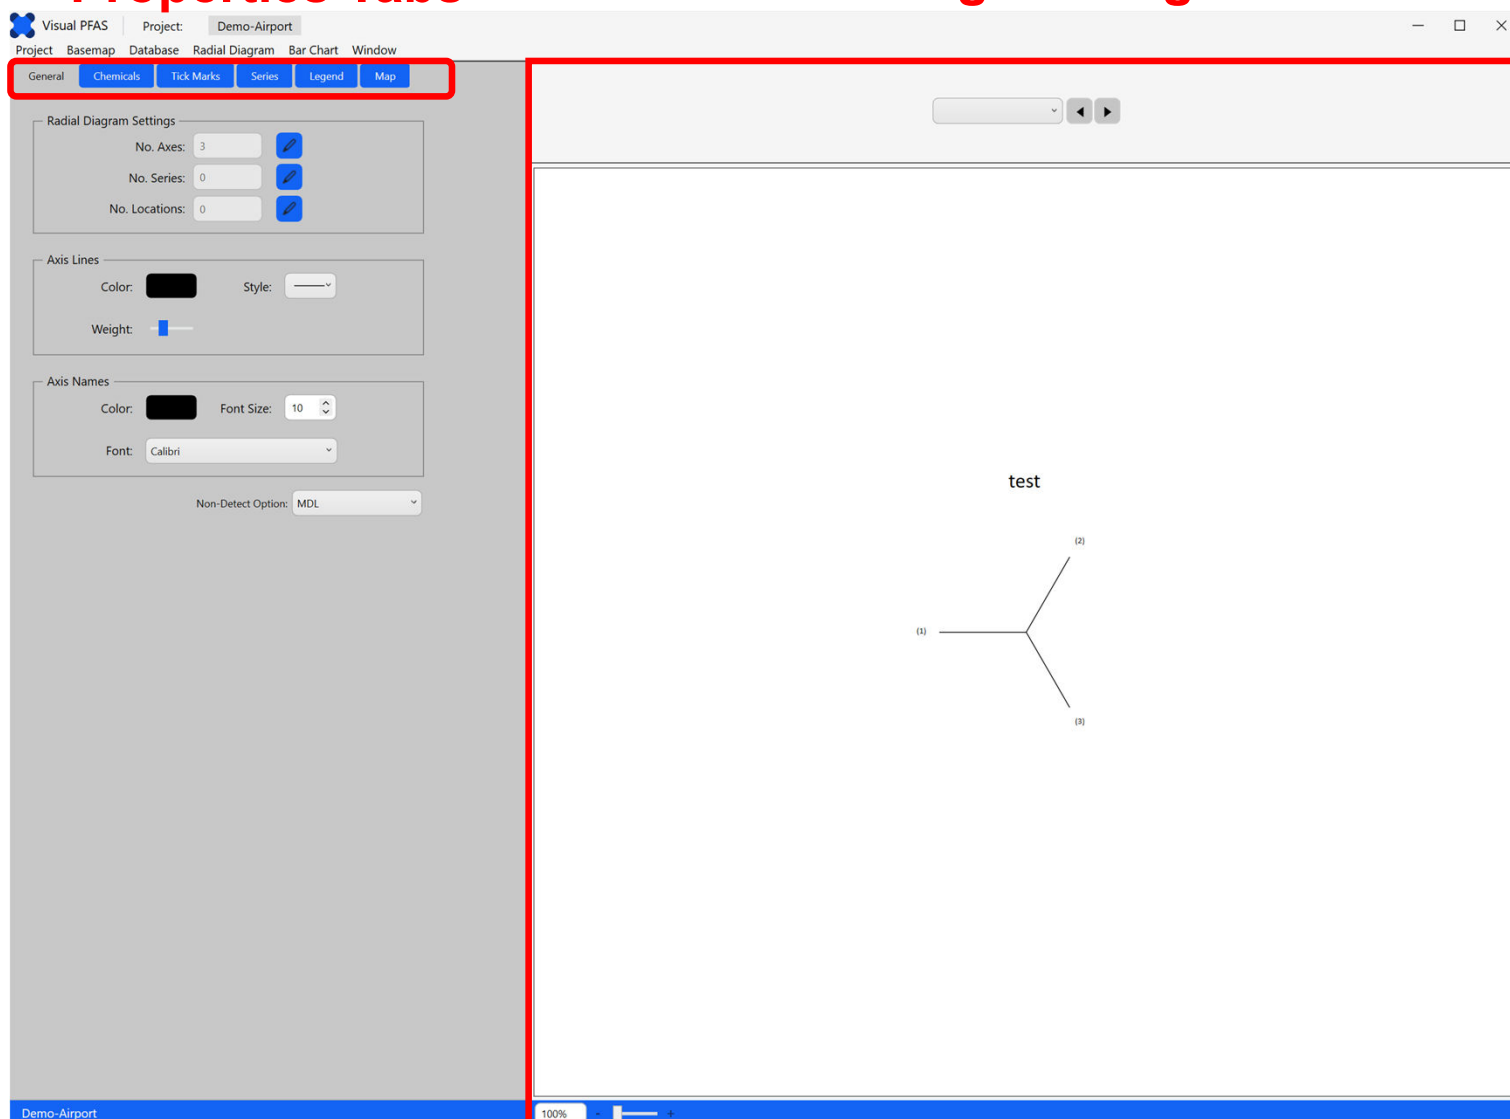 Properties Tabs
Visual PFAS Project: Demo-Airport
Project Basemap Database Radial Diagram Bar Chart Window
General Chemicals Tick Marks Series Legend Map
Radial Diagram Settings
No. Axes: 3
No. Series: 0
No. Locations: 0
Axis Lines
Color: Style:
Weight:
Axis Names
Color: Font Size: 10
Font: Calibri
Non-Detect Option: MDL
test
(2)
(1)
(3)
Demo-Airport
100% - +